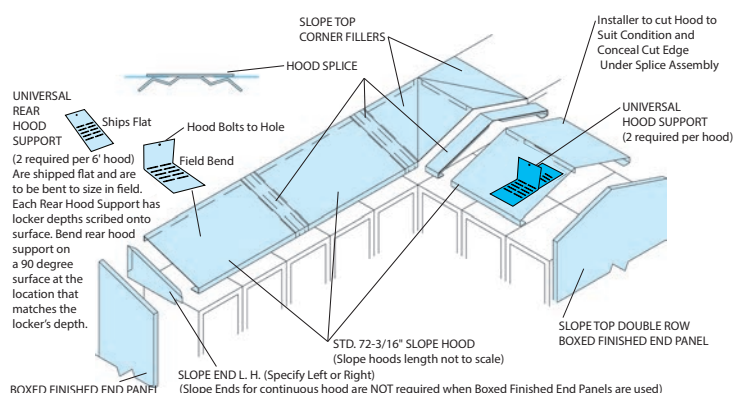 SLOPE TOP
CORNER FILLERS
HOOD SPLICE
Installer to cut Hood to
Suit Condition and
Conceal Cut Edge
Under Splice Assembly
UNIVERSAL
REAR
HOOD
SUPPORT
(2 required per 6' hood)
Are shipped flat and are
to be bent to size in field.
Each Rear Hood Support has
locker depths scribed onto
surface. Bend rear hood
support on
a 90 degree
surface at the
location that
matches the
locker's depth.
Ships Flat
Hood Bolts to Hole
Field Bend
UNIVERSAL
HOOD SUPPORT
(2 required per hood)
STD. 72-3/16" SLOPE HOOD
(Slope hoods length not to scale)
SLOPE TOP DOUBLE ROW
BOXED FINISHED END PANEL
SLOPE END L. H. (Specify Left or Right)
BOXED FINISHED END PANEL
(Slope Ends for continuous hood are NOT required when Boxed Finished End Panels are used)